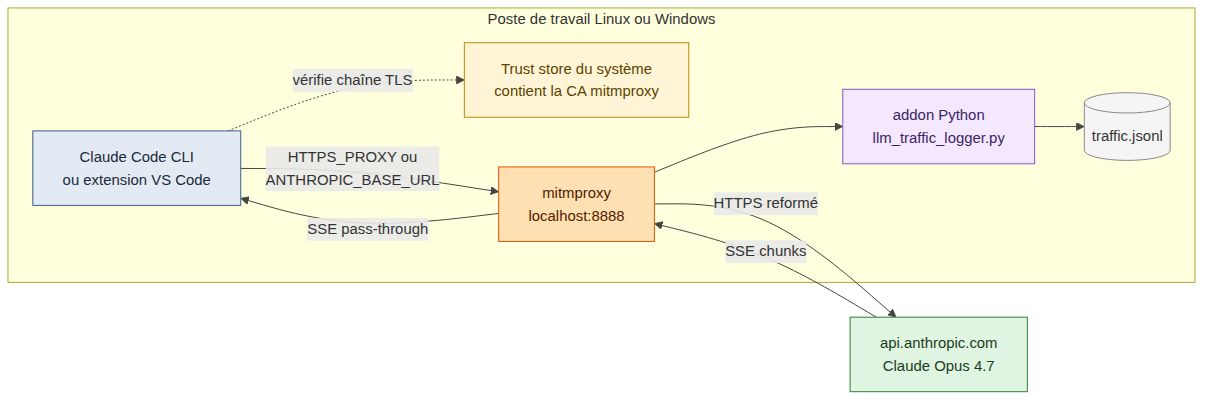 Poste de travail Linux ou Windows
Trust store du système
contient la CA mitmproxy
vérifie chaîne TLS
addon Python
llm_traffic_logger.py
traffic.jsonl
Claude Code CLI
ou extension VS Code
HTTPS_PROXY ou
ANTHROPIC_BASE_URL
mitmproxy
localhost:8888
SSE pass-through
HTTPS reformé
SSE chunks
api.anthropic.com
Claude Opus 4.7